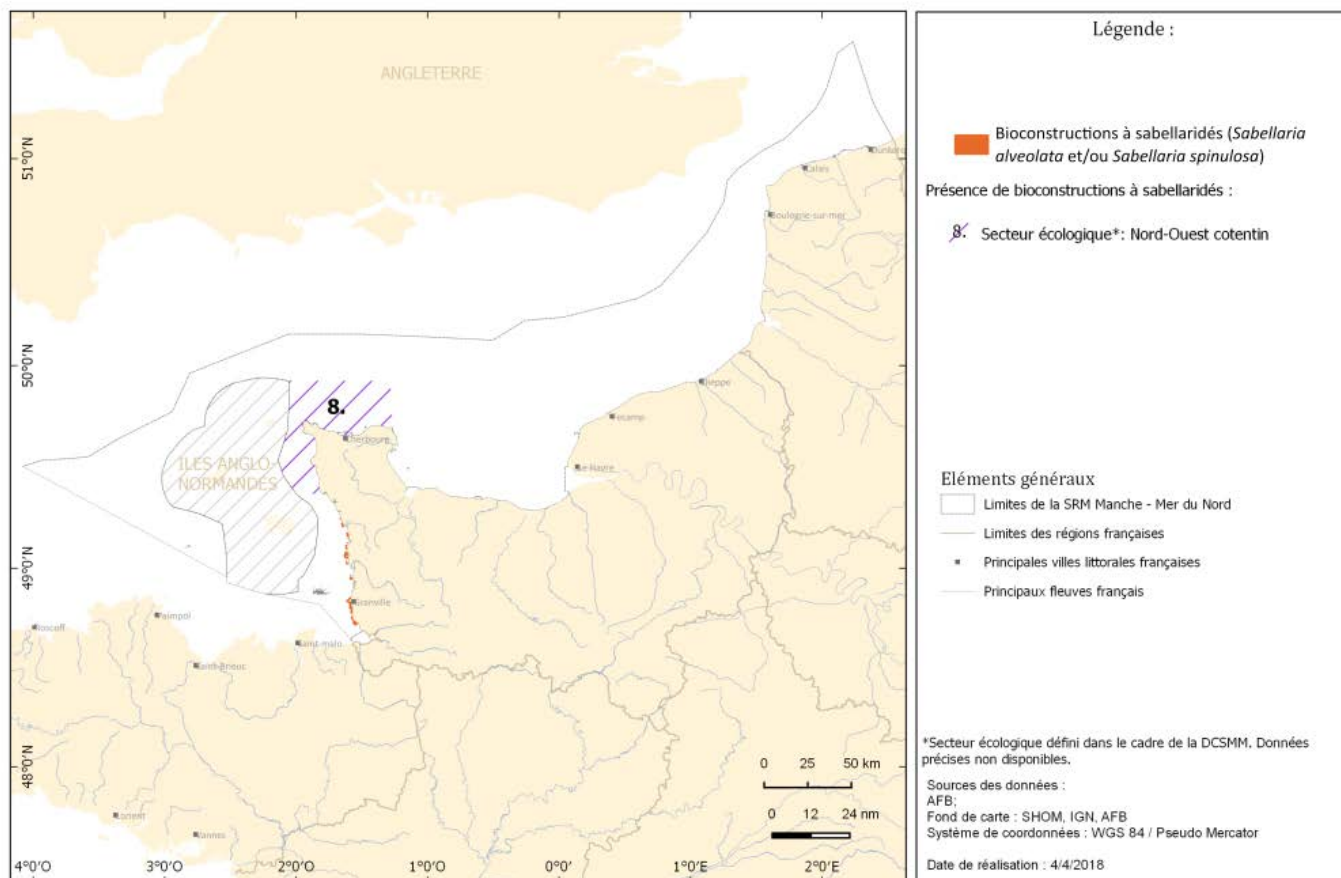 ANGLETERRE
51°0'N
50°0'N
49°0'N
48°0'N
Dunkerque
Calais
Boulogne-sur-mer
Dieppe
Fecamp
Le Havre
8.
Cherbourg
ILES ANGLO-
NORMANDES
Granville
Paimpol
Roscoff
Saint-malo
Saint-Brieuc
Lorient
Vannes
0 25 50 km
0 12 24 nm
4°0'O 3°0'O 2°0'O 1°0'O 0°0' 1°0'E 2°0'E
Légende :
Bioconstructions à sabellaridés (Sabellaria
alveolata et/ou Sabellaria spinulosa)
Présence de bioconstructions à sabellaridés :
8. Secteur écologique*: Nord-Ouest cotentin
Eléments généraux
Limites de la SRM Manche - Mer du Nord
Limites des régions françaises
Principales villes littorales françaises
Principaux fleuves français
*Secteur écologique défini dans le cadre de la DCSMM. Données
précises non disponibles.
Sources des données :
AFB;
Fond de carte : SHOM, IGN, AFB
Système de coordonnées : WGS 84 / Pseudo Mercator
Date de réalisation : 4/4/2018